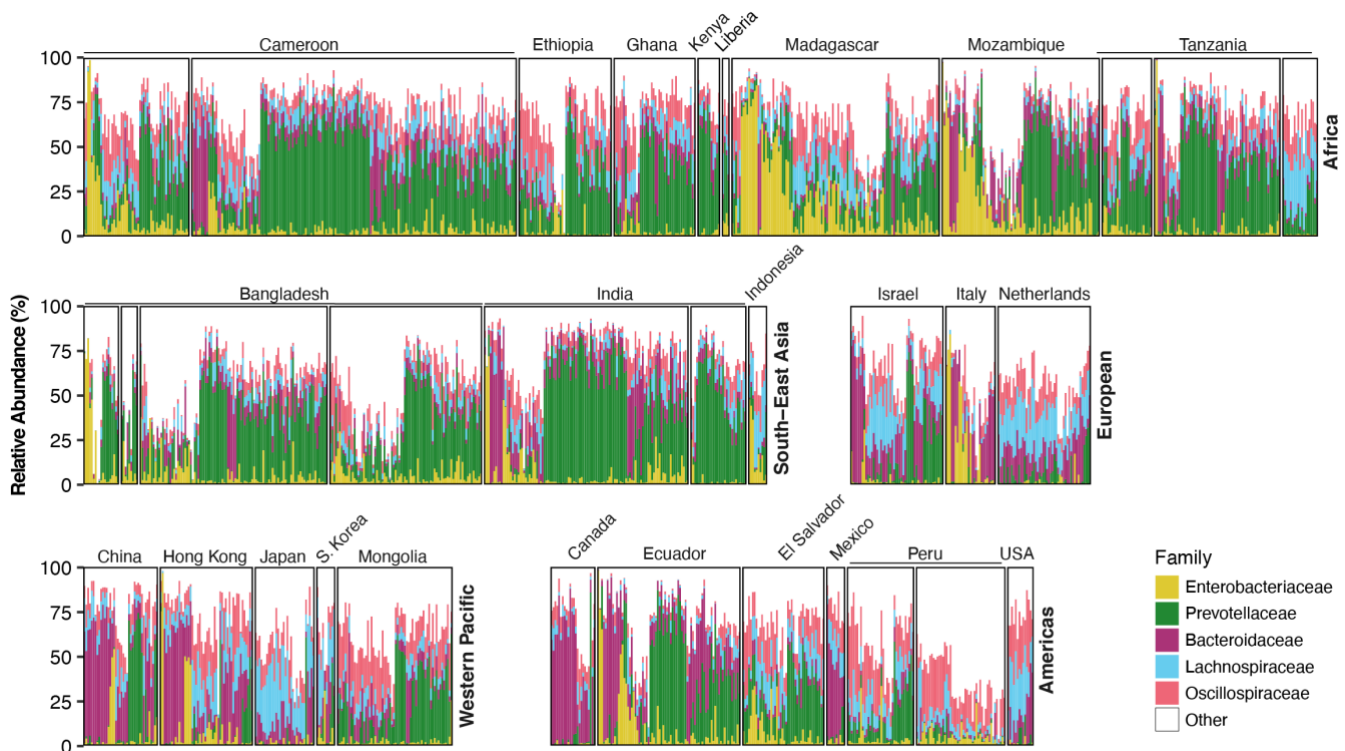 Cameroon Ethiopia Ghana Kenya Liberia Madagascar Mozambique Tanzania
100
75
50
25
0
Africa
Relative Abundance (%)
Bangladesh India Indonesia Israel Italy Netherlands
100
75
50
25
0
South-East Asia
European
China Hong Kong Japan S. Korea Mongolia Canada Ecuador El Salvador Mexico Peru USA
100
75
50
25
0
Western Pacific
Americas
Family
Enterobacteriaceae
Prevotellaceae
Bacteroidaceae
Lachnospiraceae
Oscillospiraceae
Other